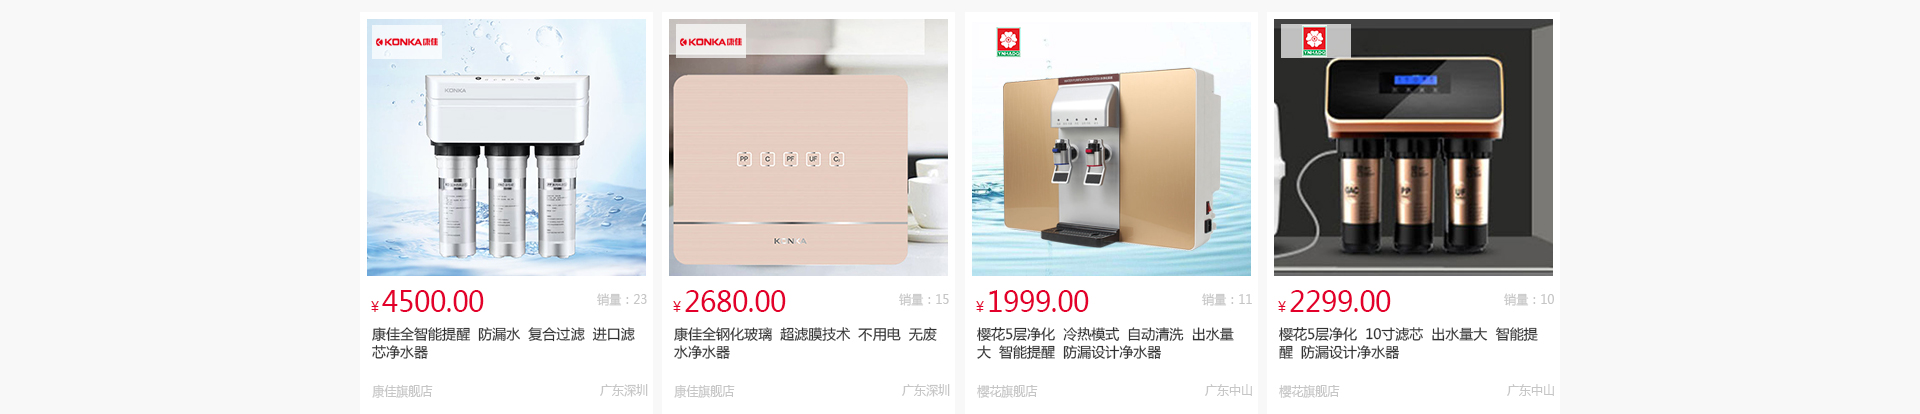 KONKA康佳
KONKA
¥4500.00
销量：23
康佳全智能提醒 防漏水 复合过滤 进口滤
芯净水器
康佳旗舰店
广东深圳
KONKA康佳
PP C PF UF C
KONKA
¥2680.00
销量：15
康佳全钢化玻璃 超滤膜技术 不用电 无废
水净水器
康佳旗舰店
广东深圳
¥1999.00
销量：11
樱花5层净化 冷热模式 自动清洗 出水量
大 智能提醒 防漏设计净水器
樱花旗舰店
广东中山
PP
UF
¥2299.00
销量：10
樱花5层净化 10寸滤芯 出水量大 智能提
醒 防漏设计净水器
樱花旗舰店
广东中山